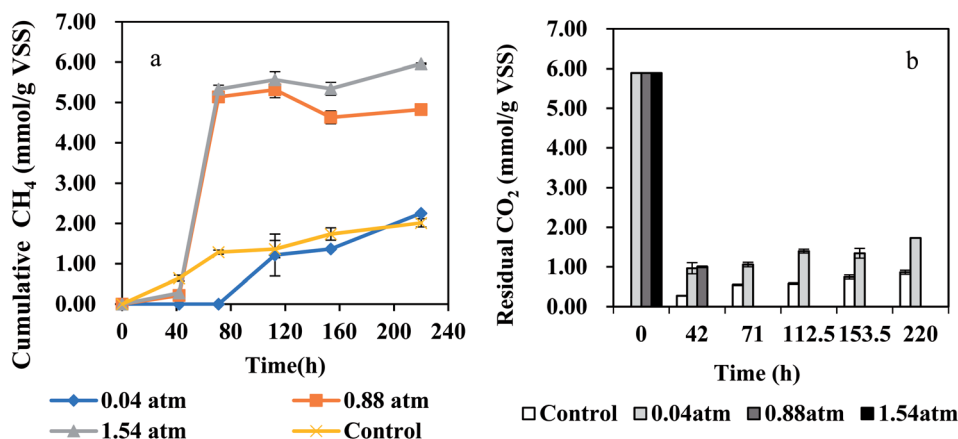 a
Cumulative CH₄ (mmol/g VSS)
7.00
6.00
5.00
4.00
3.00
2.00
1.00
0.00
0 40 80 120 160 200 240
Time(h)
0.04 atm 0.88 atm
1.54 atm Control
b
Residual CO₂ (mmol/g VSS)
7.00
6.00
5.00
4.00
3.00
2.00
1.00
0.00
0 42 71 112.5 153.5 220
Time (h)
Control 0.04atm 0.88atm 1.54atm